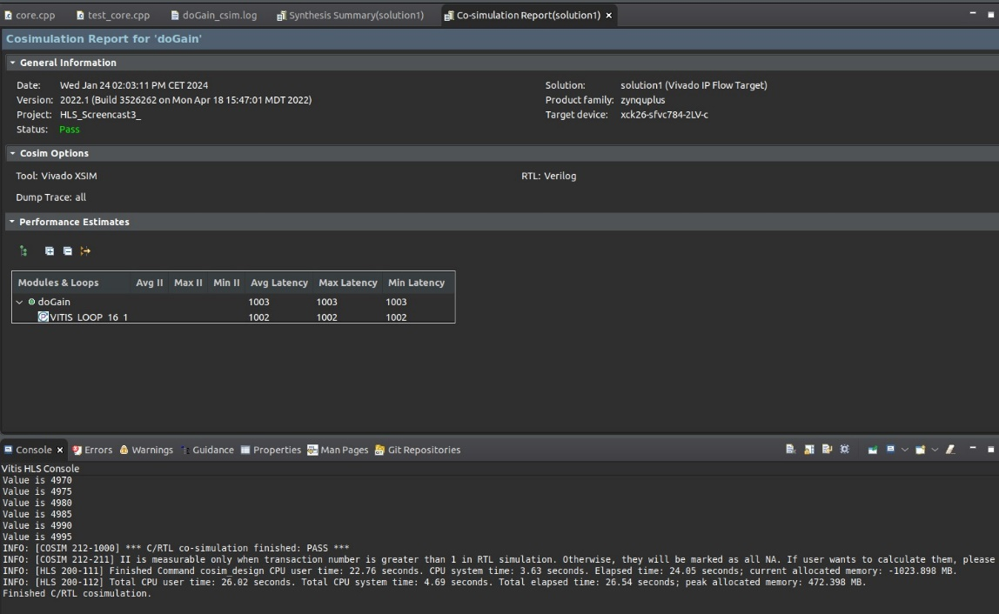 core.cpp test_core.cpp doGain_csim.log Synthesis Summary(solution1) Co-simulation Report(solution1)
Cosimulation Report for 'doGain'
General Information
Date: Wed Jan 24 02:03:11 PM CET 2024 Solution: solution1 (Vivado IP Flow Target)
Version: 2022.1 (Build 3526262 on Mon Apr 18 15:47:01 MDT 2022) Product family: zynquplus
Project: HLS_Screencast3_ Target device: xck26-sfvc784-2LV-c
Status: Pass
Cosim Options
Tool: Vivado XSIM RTL: Verilog
Dump Trace: all
Performance Estimates
Modules & Loops Avg II Max II Min II Avg Latency Max Latency Min Latency
doGain 1003 1003 1003
VITIS_LOOP_16_1 1002 1002 1002
Console Errors Warnings Guidance Properties Man Pages Git Repositories
Vitis HLS Console
Value is 4970
Value is 4975
Value is 4980
Value is 4985
Value is 4990
Value is 4995
INFO: [COSIM 212-1000] *** C/RTL co-simulation finished: PASS ***
INFO: [COSIM 212-211] II is measurable only when transaction number is greater than 1 in RTL simulation. Otherwise, they will be marked as all NA. If user wants to calculate them, please
INFO: [HLS 200-111] Finished Command cosim_design CPU user time: 22.76 seconds. CPU system time: 3.63 seconds. Elapsed time: 24.05 seconds; current allocated memory: -1023.898 MB.
INFO: [HLS 200-112] Total CPU user time: 26.02 seconds. Total CPU system time: 4.69 seconds. Total elapsed time: 26.54 seconds; peak allocated memory: 472.398 MB.
Finished C/RTL cosimulation.